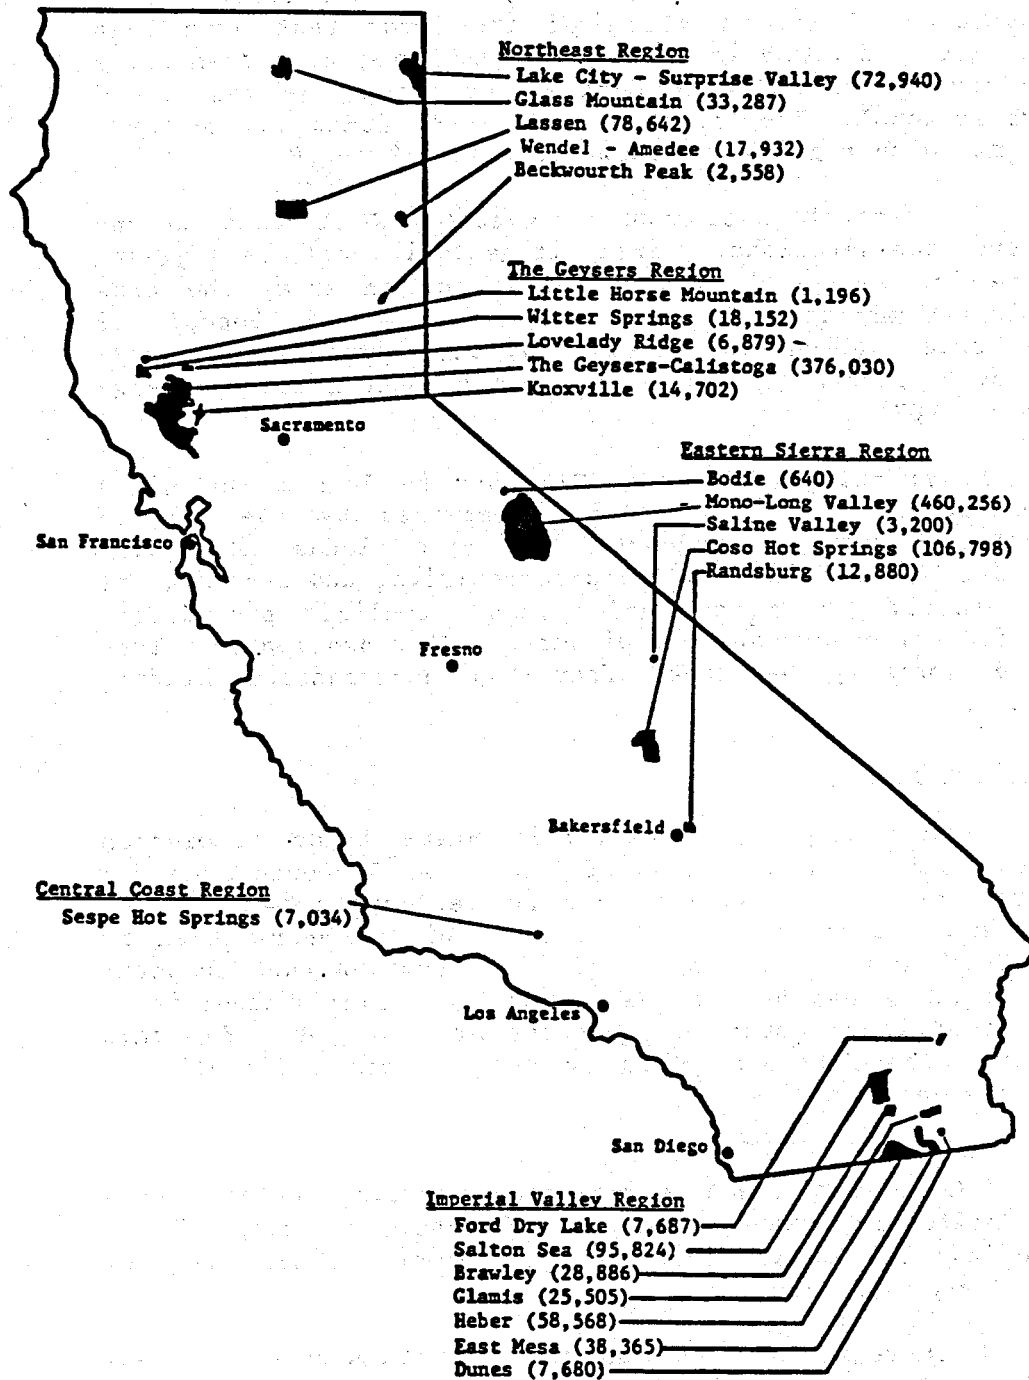 Northeast Region
Lake City - Surprise Valley (72,940)
Glass Mountain (33,287)
Lassen (78,642)
Wendel - Amedee (17,932)
Beckwourth Peak (2,558)
The Geysers Region
Little Horse Mountain (1,196)
Witter Springs (18,152)
Lovelady Ridge (6,879) -
The Geysers-Calistoga (376,030)
Knoxville (14,702)
Sacramento
Eastern Sierra Region
Bodie (640)
Mono-Long Valley (460,256)
Saline Valley (3,200)
Coso Hot Springs (106,798)
Randsburg (12,880)
San Francisco
Fresno
Bakersfield
Central Coast Region
Sespe Hot Springs (7,034)
Los Angeles
San Diego
Imperial Valley Region
Ford Dry Lake (7,687)
Salton Sea (95,824)
Brawley (28,886)
Glamis (25,505)
Heber (58,568)
East Mesa (38,365)
Dunes (7,680)